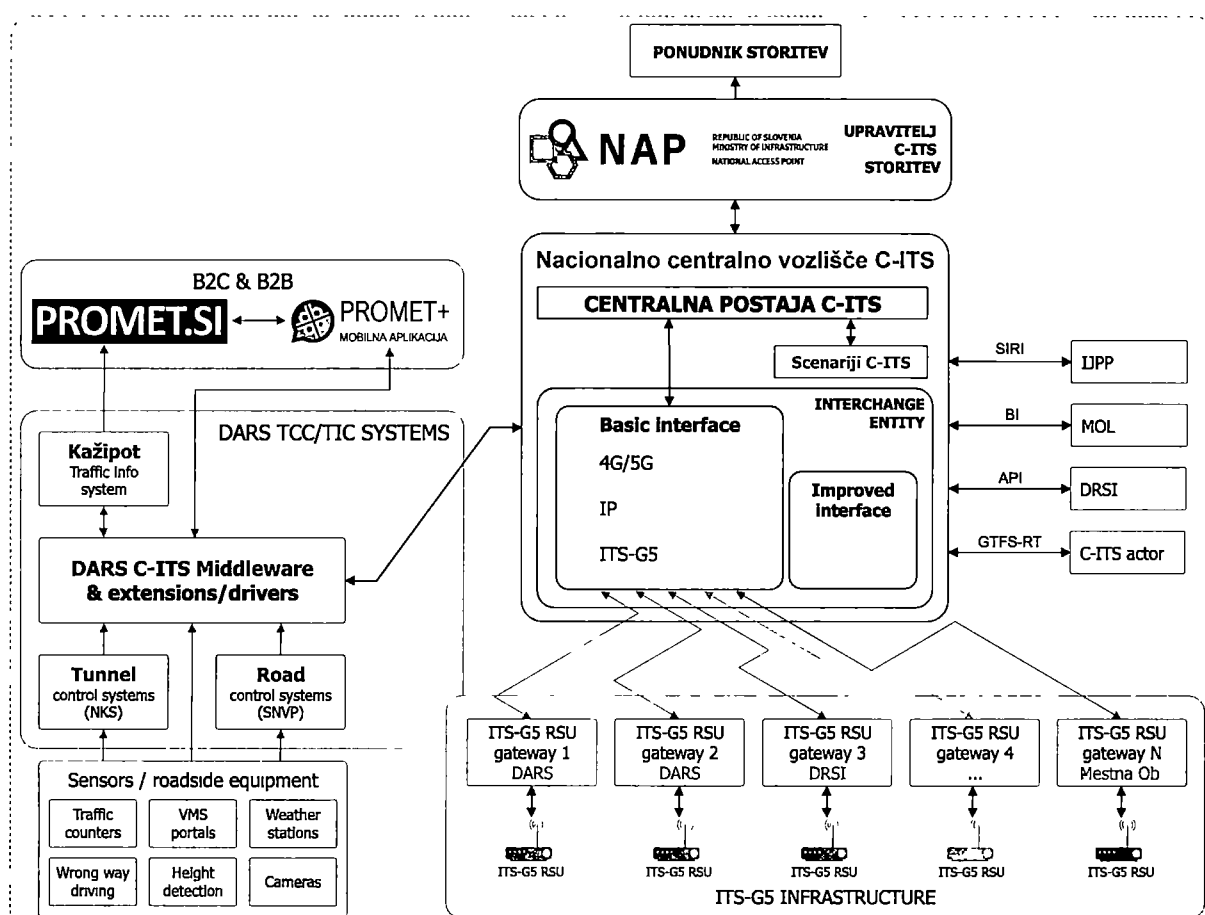 PONUDNIK STORITEV
NAP
REPUBLIC OF SLOVENIA
MINISTRY OF INFRASTRUCTURE
NATIONAL ACCESS POINT
UPRAVITELJ
C-ITS
STORITEV
Nacionalno centralno vozlišče C-ITS
CENTRALNA POSTAJA C-ITS
Scenariji C-ITS
INTERCHANGE
ENTITY
Basic interface
4G/5G
IP
ITS-G5
Improved
interface
SIRI
IJPP
BI
MOL
API
DRSI
GTFS-RT
C-ITS actor
B2C & B2B
PROMET.SI
PROMET+
MOBILNA APLIKACIJA
DARS TCC/TIC SYSTEMS
Kažipot
Traffic info
system
DARS C-ITS Middleware
& extensions/drivers
Tunnel
control systems
(NKS)
Road
control systems
(SNVP)
Sensors / roadside equipment
Traffic
counters
VMS
portals
Weather
stations
Wrong way
driving
Height
detection
Cameras
ITS-G5 RSU
gateway 1
DARS
ITS-G5 RSU
gateway 2
DARS
ITS-G5 RSU
gateway 3
DRSI
ITS-G5 RSU
gateway 4
...
ITS-G5 RSU
gateway N
Mestna Ob
ITS-G5 RSU
ITS-G5 RSU
ITS-G5 RSU
ITS-G5 RSU
ITS-G5 RSU
ITS-G5 INFRASTRUCTURE